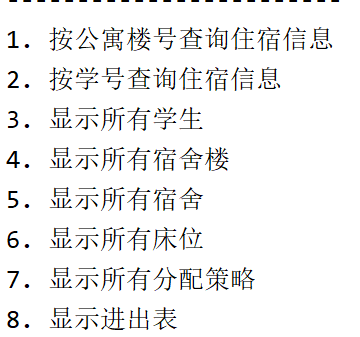 1. 按公寓楼号查询住宿信息
2. 按学号查询住宿信息
3. 显示所有学生
4. 显示所有宿舍楼
5. 显示所有宿舍
6. 显示所有床位
7. 显示所有分配策略
8. 显示进出表